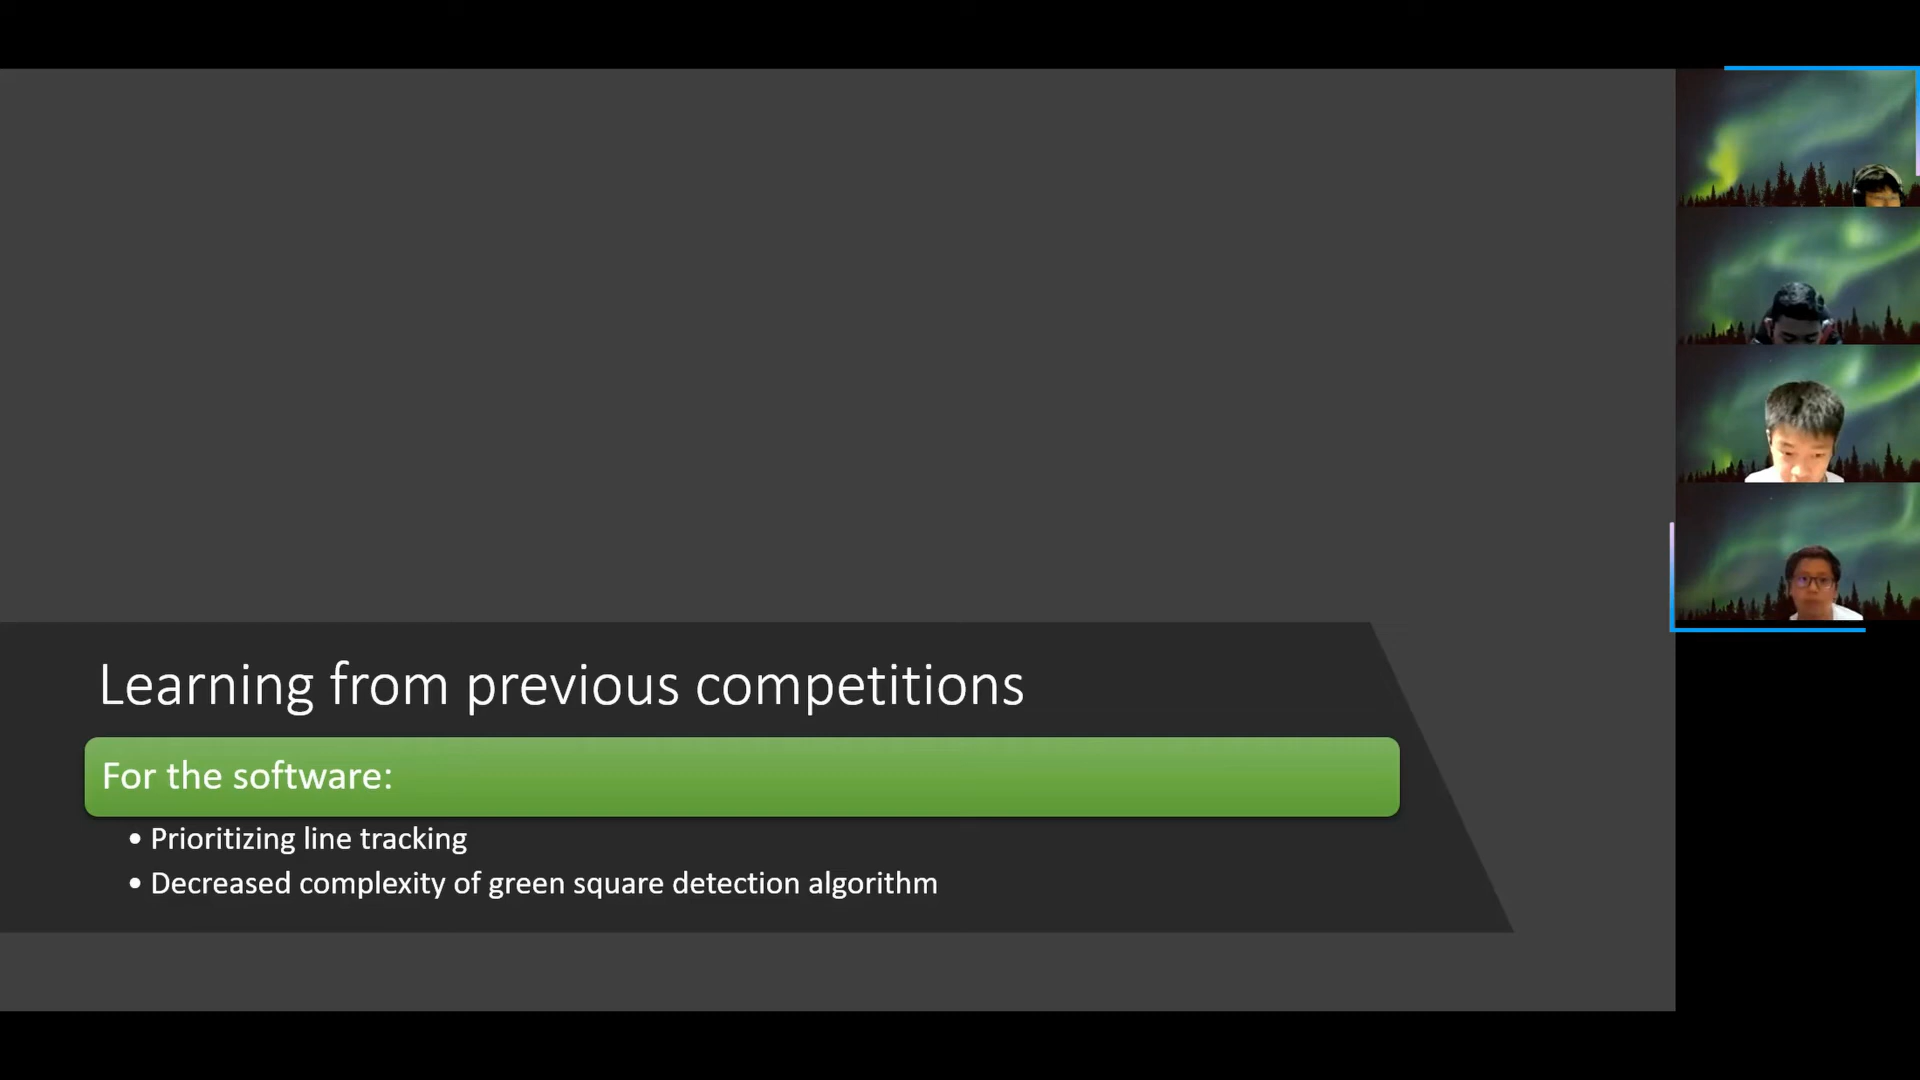 Learning from previous competitions
For the software:
• Prioritizing line tracking
• Decreased complexity of green square detection algorithm